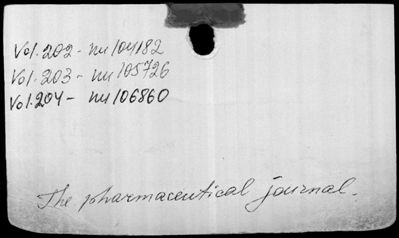 Vol. 202 - nu 104182
Vol. 203 - nu 105726
Vol. 204 - nu 106860
The pharmaceutical journal.